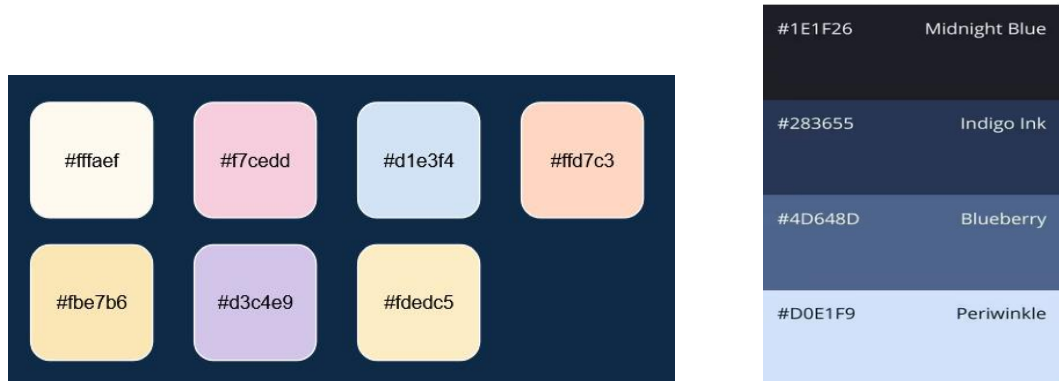 #fffaef #f7cedd #d1e3f4 #ffd7c3
#fbe7b6 #d3c4e9 #fdedc5
#1E1F26 Midnight Blue
#283655 Indigo Ink
#4D648D Blueberry
#D0E1F9 Periwinkle